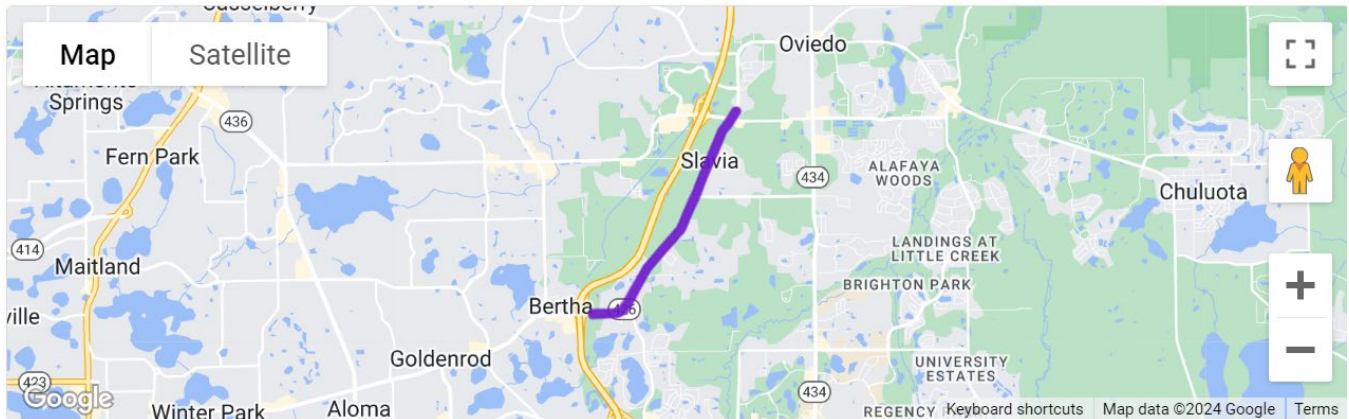 Casselberry
Map
Satellite
Oviedo
Altamonte
Springs
436
Fern Park
Slavia
ALAFAYA
WOODS
434
Chuluota
414
Maitland
LANDINGS AT
LITTLE CREEK
BRIGHTON PARK
ville
Bertha
426
Goldenrod
UNIVERSITY
ESTATES
423
Google
434
Winter Park
Aloma
REGENCY
Keyboard shortcuts
Map data ©2024 Google
Terms